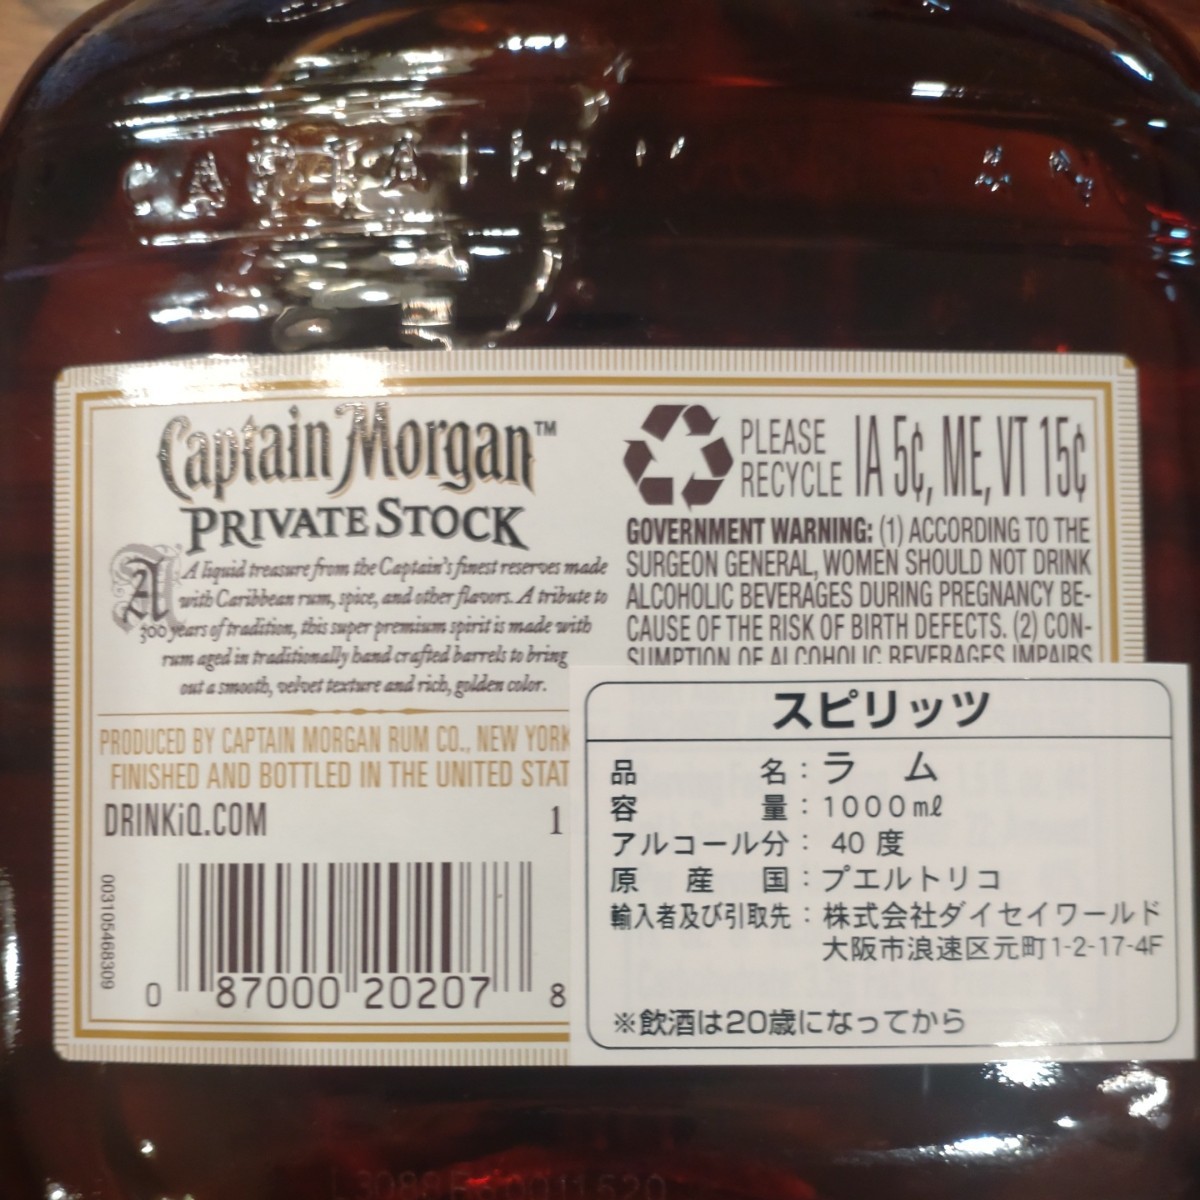 CAPTAIN
Captain Morgan™
PRIVATE STOCK
A A liquid treasure from the Captain's finest reserves made
with Caribbean rum, spice, and other flavors. A tribute to
300 years of tradition, this super premium spirit is made with
rum aged in traditionally hand crafted barrels to bring
out a smooth, velvet texture and rich, golden color.
PRODUCED BY CAPTAIN MORGAN RUM CO., NEW YORK
FINISHED AND BOTTLED IN THE UNITED STAT
DRINKiQ.COM 1
003105468309
0 87000 20207 8
PLEASE
RECYCLE
IA 5¢, ME, VT 15¢
GOVERNMENT WARNING: (1) ACCORDING TO THE
SURGEON GENERAL, WOMEN SHOULD NOT DRINK
ALCOHOLIC BEVERAGES DURING PREGNANCY BE-
CAUSE OF THE RISK OF BIRTH DEFECTS. (2) CON-
SUMPTION OF ALCOHOLIC BEVERAGES IMPAIRS
スピリッツ
品名：ラム
容量：1000㎖
アルコール分：40度
原産国：プエルトリコ
輸入者及び引取先：株式会社ダイセイワールド
大阪市浪速区元町1-2-17-4F
※飲酒は20歳になってから